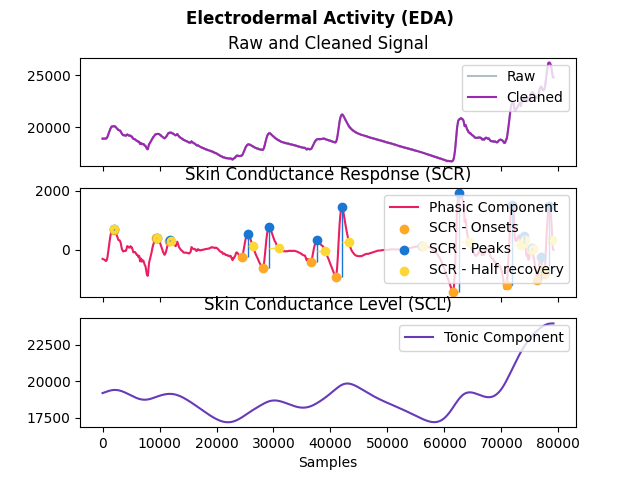 Electrodermal Activity (EDA)
Raw and Cleaned Signal
25000
20000
Raw
Cleaned
Skin Conductance Response (SCR)
2000
0
Phasic Component
SCR - Onsets
SCR - Peaks
SCR - Half recovery
Skin Conductance Level (SCL)
22500
20000
17500
Tonic Component
0 10000 20000 30000 40000 50000 60000 70000 80000
Samples